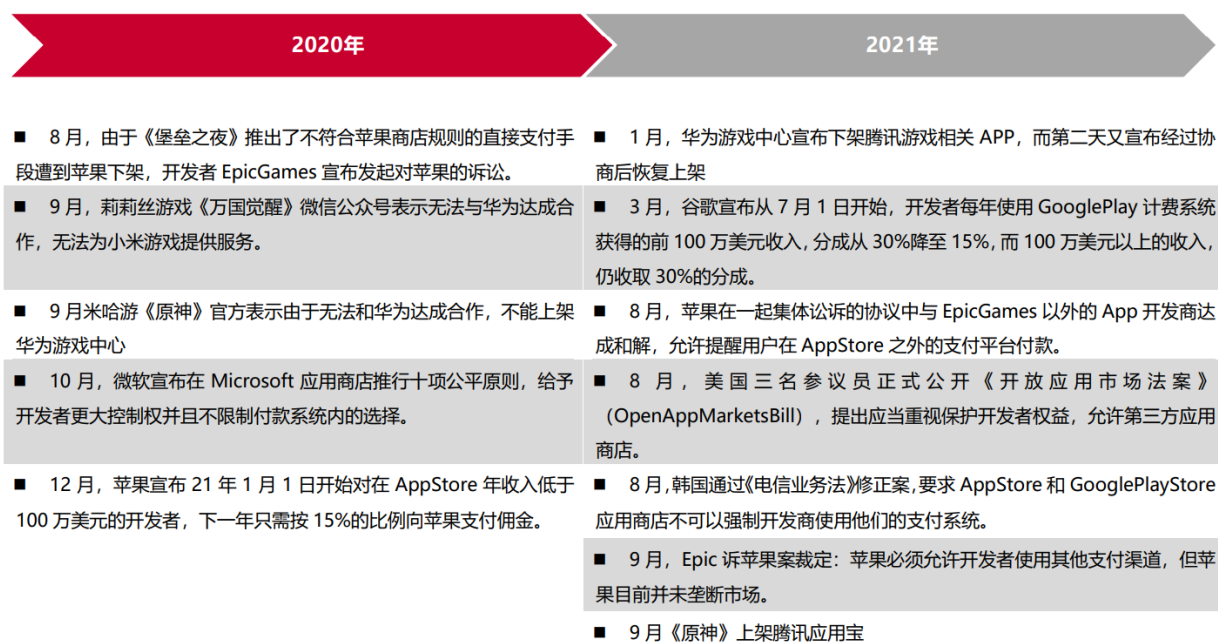 2020年
2021年
■ 8 月，由于《堡垒之夜》推出了不符合苹果商店规则的直接支付手
段遭到苹果下架，开发者 EpicGames 宣布发起对苹果的诉讼。
■ 9 月，莉莉丝游戏《万国觉醒》微信公众号表示无法与华为达成合
作，无法为小米游戏提供服务。
■ 9 月米哈游《原神》官方表示由于无法和华为达成合作，不能上架
华为游戏中心
■ 10 月，微软宣布在 Microsoft 应用商店推行十项公平原则，给予
开发者更大控制权并且不限制付款系统内的选择。
■ 12 月，苹果宣布 21 年 1 月 1 日开始对在 AppStore 年收入低于
100 万美元的开发者，下一年只需按 15%的比例向苹果支付佣金。
■ 1 月，华为游戏中心宣布下架腾讯游戏相关 APP，而第二天又宣布经过协
商后恢复上架
■ 3 月，谷歌宣布从 7 月 1 日开始，开发者每年使用 GooglePlay 计费系统
获得的前 100 万美元收入，分成从 30%降至 15%，而 100 万美元以上的收入，
仍收取 30%的分成。
■ 8 月，苹果在一起集体讼诉的协议中与 EpicGames 以外的 App 开发商达
成和解，允许提醒用户在 AppStore 之外的支付平台付款。
■ 8 月，美国三名参议员正式公开《开放应用市场法案》
（OpenAppMarketsBill），提出应当重视保护开发者权益，允许第三方应用
商店。
■ 8 月，韩国通过《电信业务法》修正案，要求 AppStore 和 GooglePlayStore
应用商店不可以强制开发商使用他们的支付系统。
■ 9 月，Epic 诉苹果案裁定：苹果必须允许开发者使用其他支付渠道，但苹
果目前并未垄断市场。
■ 9 月《原神》上架腾讯应用宝